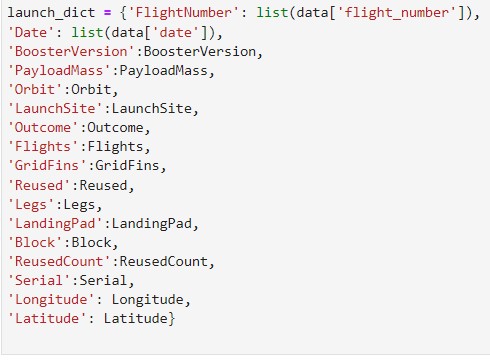 launch_dict = {'FlightNumber': list(data['flight_number']),
'Date': list(data['date']),
'BoosterVersion':BoosterVersion,
'PayloadMass':PayloadMass,
'Orbit':Orbit,
'LaunchSite':LaunchSite,
'Outcome':Outcome,
'Flights':Flights,
'GridFins':GridFins,
'Reused':Reused,
'Legs':Legs,
'LandingPad':LandingPad,
'Block':Block,
'ReusedCount':ReusedCount,
'Serial':Serial,
'Longitude': Longitude,
'Latitude': Latitude}